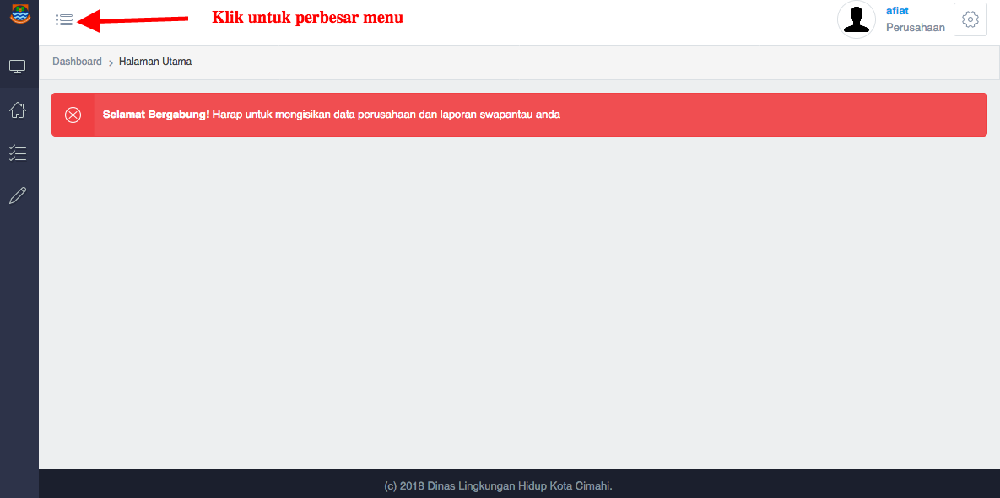 Klik untuk perbesar menu
afiat
Perusahaan
Dashboard > Halaman Utama
Selamat Bergabung! Harap untuk mengisikan data perusahaan dan laporan swapantau anda
(c) 2018 Dinas Lingkungan Hidup Kota Cimahi.